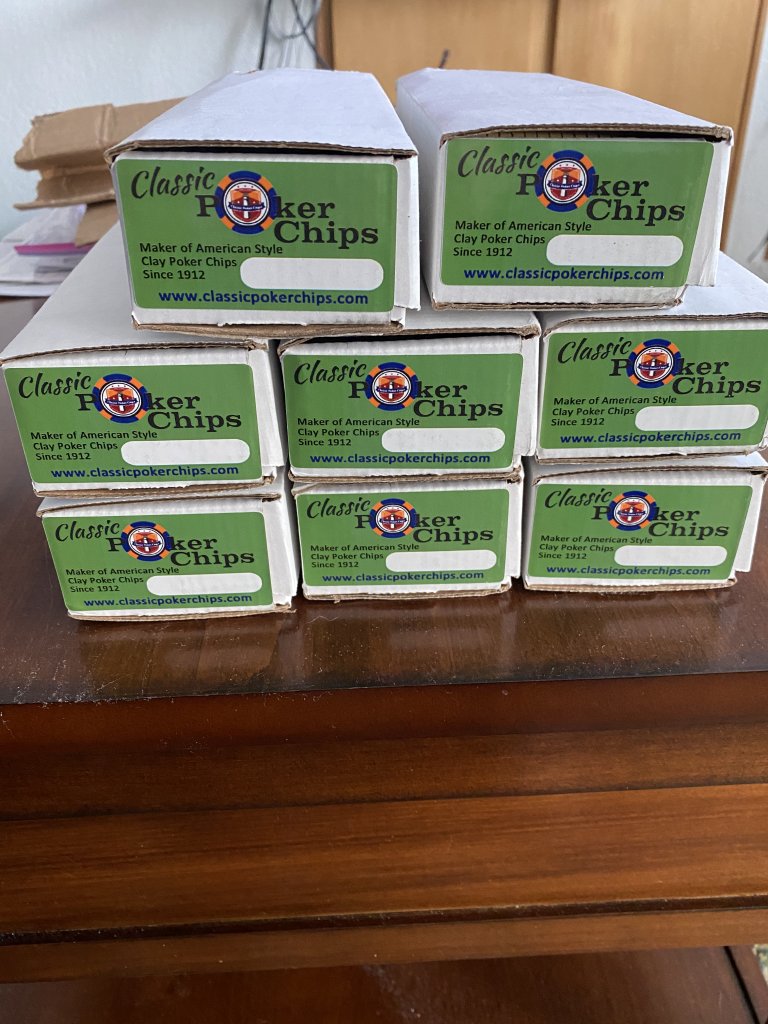 Classic
Poker
Chips
Maker of American Style
Clay Poker Chips
Since 1912
www.classicpokerchips.com
Classic
Poker
Chips
Maker of American Style
Clay Poker Chips
Since 1912
www.classicpokerchips.com
Classic
Poker
Chips
Maker of American Style
Clay Poker Chips
Since 1912
www.classicpokerchips.com
Classic
Poker
Chips
Maker of American Style
Clay Poker Chips
Since 1912
www.classicpokerchips.com
Classic
Poker
Chips
Maker of American Style
Clay Poker Chips
Since 1912
www.classicpokerchips.com
Classic
Poker
Chips
Maker of American Style
Clay Poker Chips
Since 1912
www.classicpokerchips.com
Classic
Poker
Chips
Maker of American Style
Clay Poker Chips
Since 1912
www.classicpokerchips.com
Classic
Poker
Chips
Maker of American Style
Clay Poker Chips
Since 1912
www.classicpokerchips.com